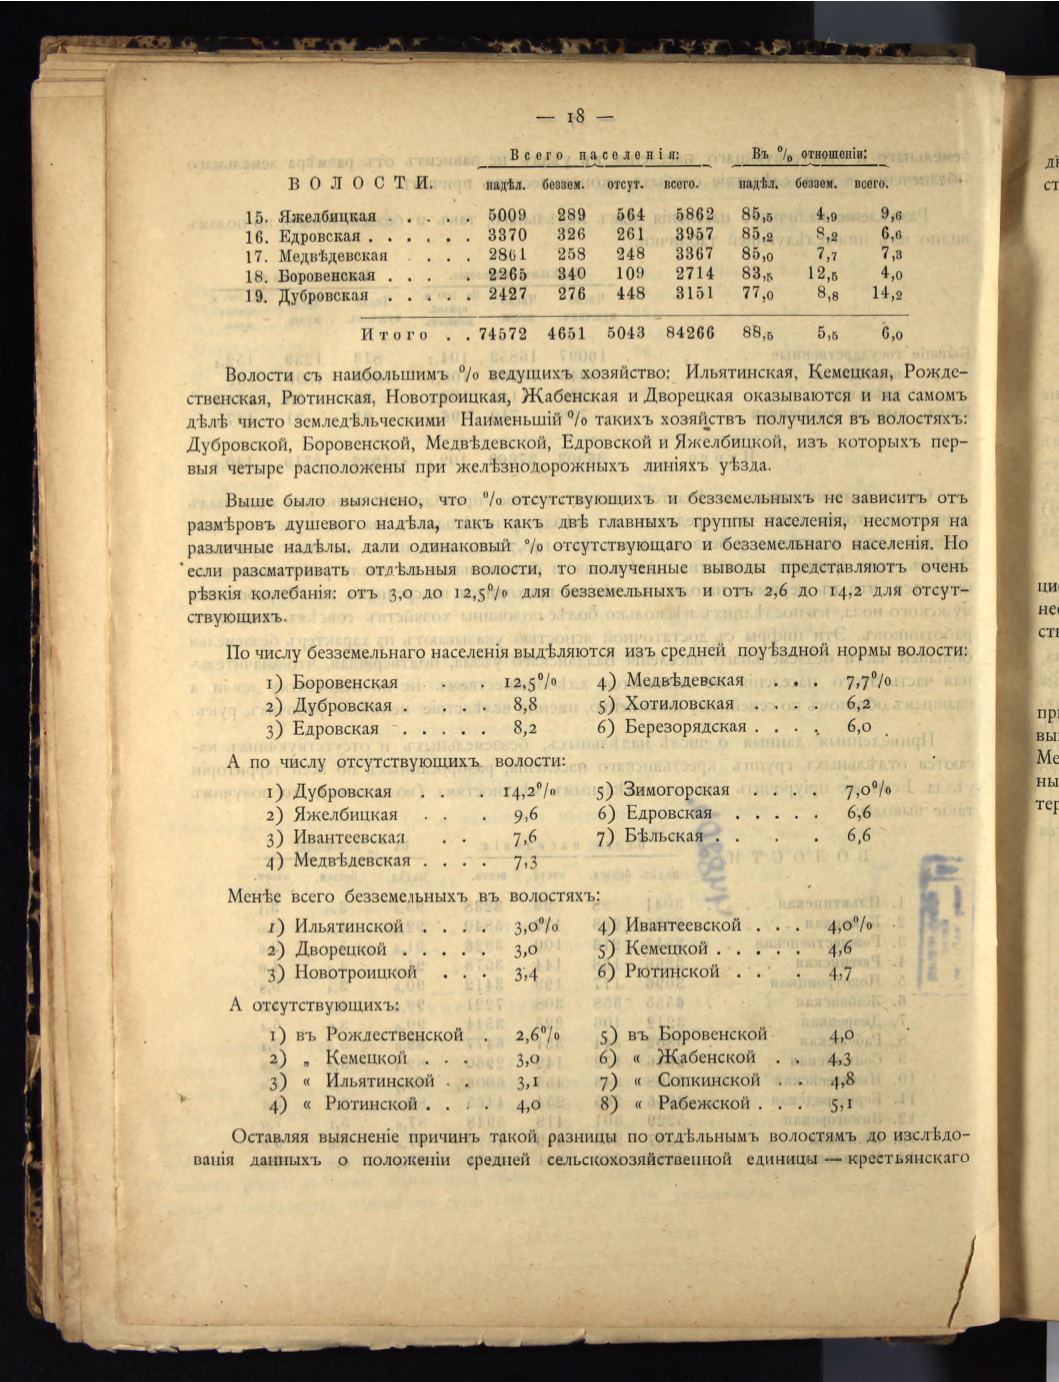 — 18 —
Всего населенія: Въ % отношеніи:
ВОЛОСТИ. надѣл. беззем. отсут. всего. надѣл. беззем. всего.
15. Яжелбицкая . . . . . 5009 289 564 5862 85,5 4,9 9,6
16. Едровская . . . . . . 3370 326 261 3957 85,2 8,2 6,6
17. Медвѣдевская . . . . 2861 258 248 3367 85,0 7,7 7,3
18. Боровенская . . . . . 2265 340 109 2714 83,5 12,5 4,0
19. Дубровская . . . . . 2427 276 448 3151 77,0 8,8 14,2
Итого . . 74572 4651 5043 84266 88,5 5,5 6,0
Волости съ наибольшимъ % ведущихъ хозяйство: Ильятинская, Кемецкая, Рожде-
ственская, Рютинская, Новотроицкая, Жабенская и Дворецкая оказываются и на самомъ
дѣлѣ чисто земледѣльческими Наименьшій % такихъ хозяйствъ получился въ волостяхъ:
Дубровской, Боровенской, Медвѣдевской, Едровской и Яжелбицкой, изъ которыхъ пер-
выя четыре расположены при желѣзнодорожныхъ линіяхъ уѣзда.
Выше было выяснено, что % отсутствующихъ и безземельныхъ не зависитъ отъ
размѣровъ душевого надѣла, такъ какъ двѣ главныхъ группы населенія, несмотря на
различные надѣлы. дали одинаковый % отсутствующаго и безземельнаго населенія. Но
если разсматривать отдѣльныя волости, то полученные выводы представляютъ очень
рѣзкія колебанія: отъ 3,0 до 12,5% для безземельныхъ и отъ 2,6 до 14,2 для отсут-
ствующихъ.
По числу безземельнаго населенія выдѣляются изъ средней поуѣздной нормы волости:
1) Боровенская . . 12,5% 4) Медвѣдевская . . . 7,7%
2) Дубровская . . . . . 8,8 5) Хотиловская . . . . 6,2
3) Едровская . . . . . 8,2 6) Березорядская . . . . 6,0
А по числу отсутствующихъ волости:
1) Дубровская . . . 14,2% 5) Зимогорская . . . . 7,0%
2) Яжелбицкая . . . 9,6 6) Едровская . . . . . 6,6
3) Ивантеевская . . 7,6 7) Бѣльская . . . . 6,6
4) Медвѣдевская . . . . 7,3
Менѣе всего безземельныхъ въ волостяхъ:
1) Ильятинской . . . . 3,0% 4) Ивантеевской . . . 4,0%
2) Дворецкой . . . . . 3,0 5) Кемецкой . . . . . 4,6
3) Новотроицкой . . . 3,4 6) Рютинской . . . 4,7
А отсутствующихъ:
1) въ Рождественской . 2,6% 5) въ Боровенской 4,0
2) „ Кемецкой . . . 3,0 6) « Жабенской . . 4,3
3) « Ильятинской . . 3,1 7) « Сопкинской . . 4,8
4) « Рютинской . . . . 4,0 8) « Рабежской . . . 5,1
Оставляя выясненіе причинъ такой разницы по отдѣльнымъ волостямъ до изслѣдо-
ванія данныхъ о положеніи средней сельскохозяйственной единицы — крестьянскаго